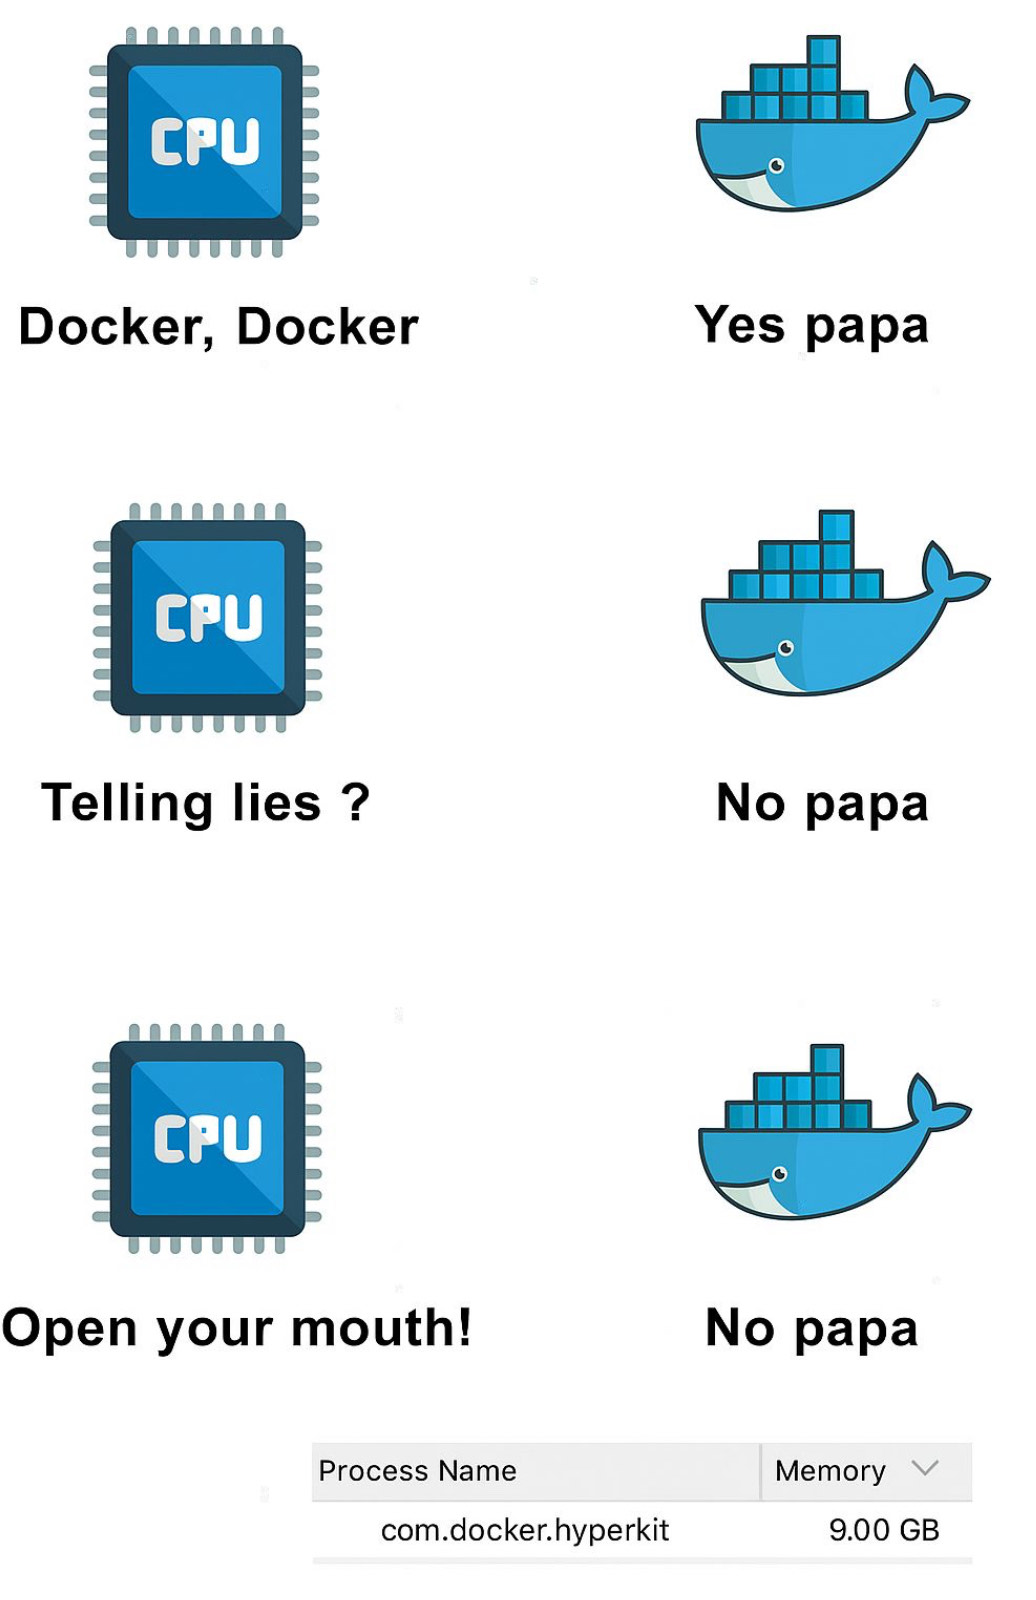 CPU
Docker, Docker
Yes papa
CPU
Telling lies ?
No papa
CPU
Open your mouth!
No papa
Process Name Memory
com.docker.hyperkit 9.00 GB